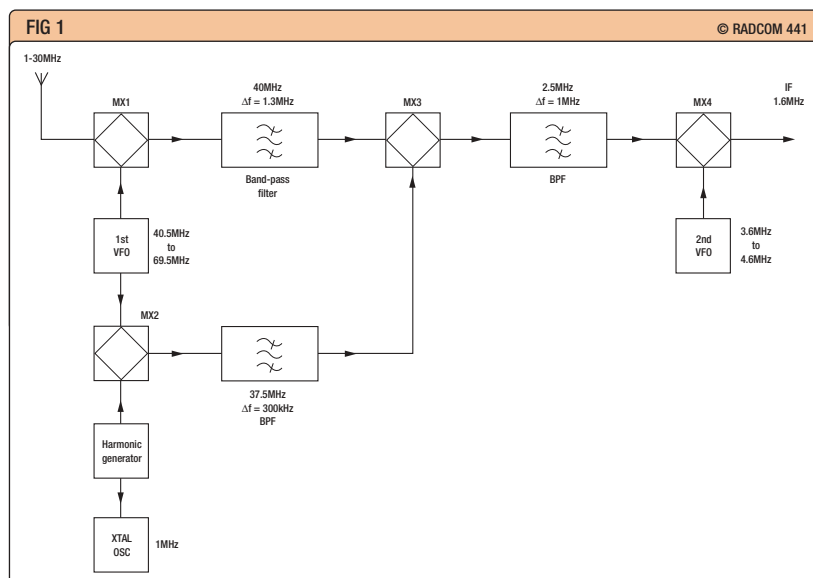 FIG 1
© RADCOM 441
1-30MHz
MX1
40MHz
Δf = 1.3MHz
Band-pass
filter
MX3
2.5MHz
Δf = 1MHz
BPF
MX4
IF
1.6MHz
1st
VFO
40.5MHz
to
69.5MHz
2nd
VFO
3.6MHz
to
4.6MHz
MX2
37.5MHz
Δf = 300kHz
BPF
Harmonic
generator
XTAL
OSC
1MHz